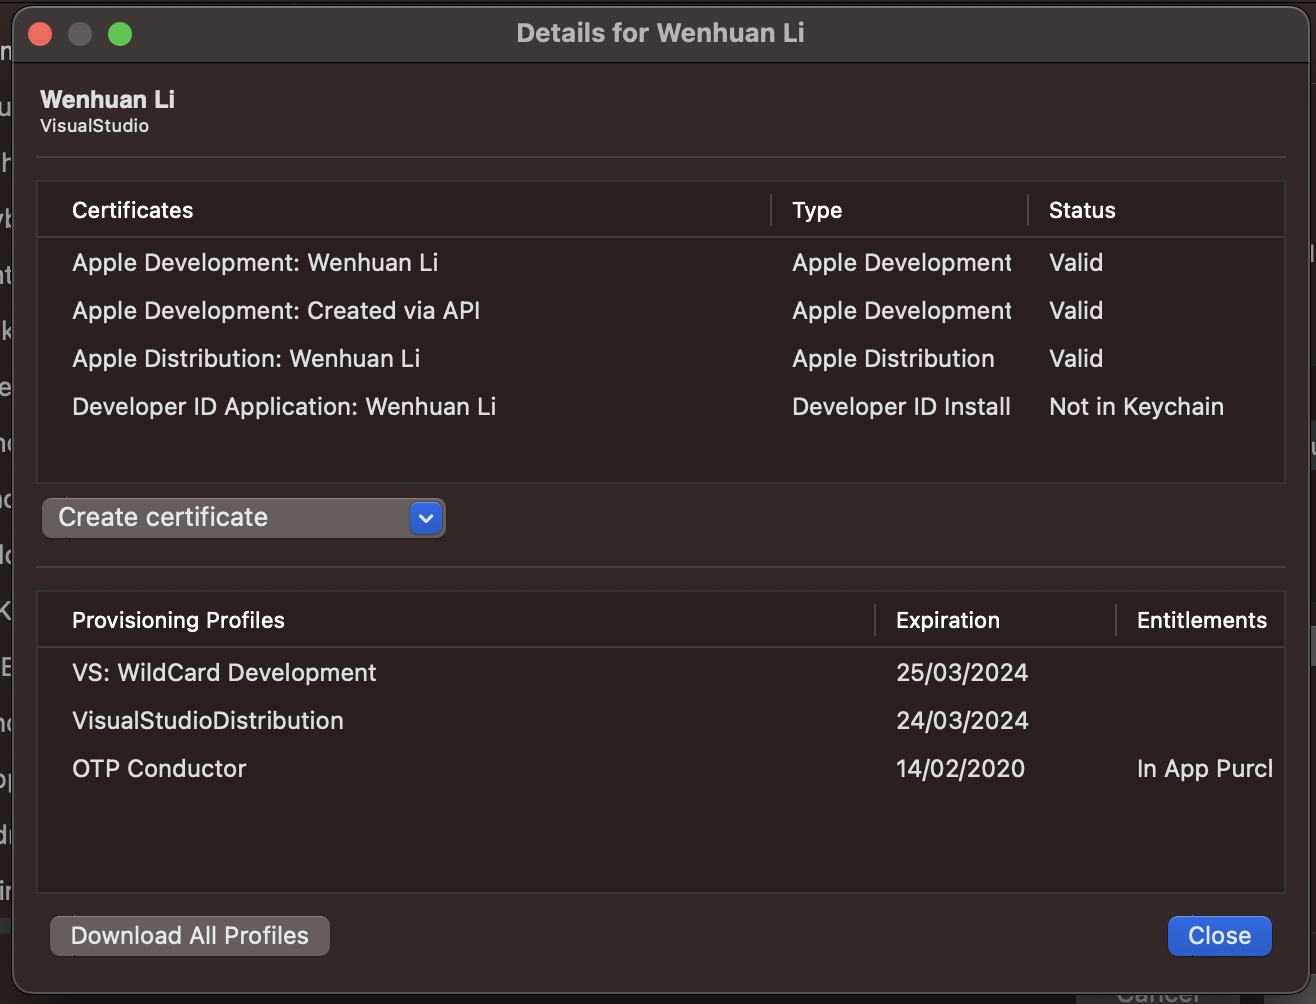 Details for Wenhuan Li
Wenhuan Li
VisualStudio
Certificates Type Status
Apple Development: Wenhuan Li Apple Development Valid
Apple Development: Created via API Apple Development Valid
Apple Distribution: Wenhuan Li Apple Distribution Valid
Developer ID Application: Wenhuan Li Developer ID Install Not in Keychain
Create certificate
Provisioning Profiles Expiration Entitlements
VS: WildCard Development 25/03/2024
VisualStudioDistribution 24/03/2024
OTP Conductor 14/02/2020 In App Purcl
Download All Profiles Close
Cancel